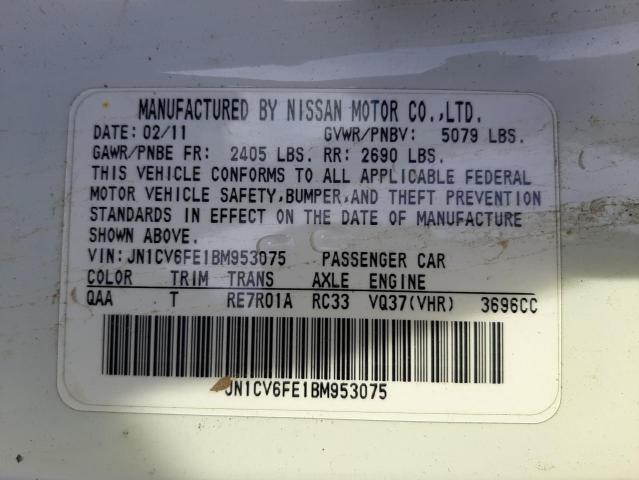 MANUFACTURED BY NISSAN MOTOR CO.,LTD.
DATE: 02/11 GVWR/PNBV: 5079 LBS.
GAWR/PNBE FR: 2405 LBS. RR: 2690 LBS.
THIS VEHICLE CONFORMS TO ALL APPLICABLE FEDERAL
MOTOR VEHICLE SAFETY,BUMPER,AND THEFT PREVENTION
STANDARDS IN EFFECT ON THE DATE OF MANUFACTURE
SHOWN ABOVE.
VIN: JN1CV6FE1BM953075 PASSENGER CAR
COLOR TRIM TRANS AXLE ENGINE
QAA T RE7R01A RC33 VQ37(VHR) 3696CC
JN1CV6FE1BM953075